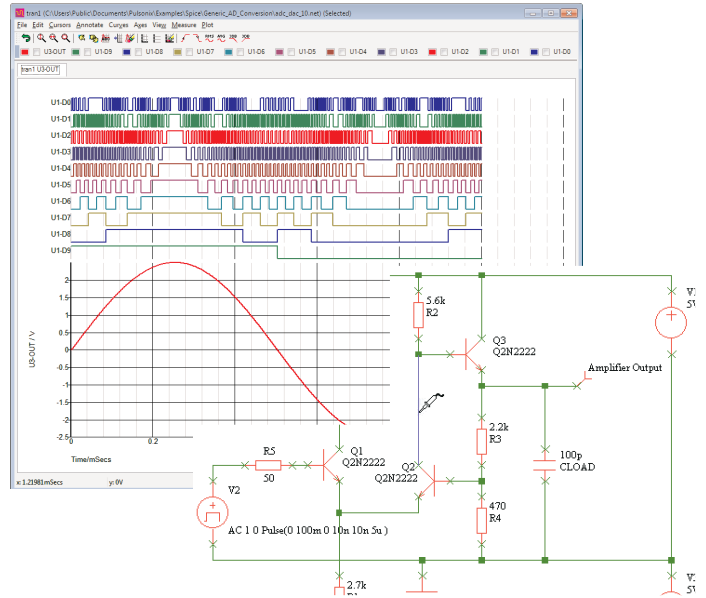 tran1 (C:\Users\Public\Documents\Pulsonix\Examples\Spice\Generic_AD_Conversion\adc_dac_10.net) (Selected)
File Edit Cursors Annotate Curves Axes View Measure Plot
U3-OUT U1-D9 U1-D8 U1-D7 U1-D6 U1-D5 U1-D4 U1-D3 U1-D2 U1-D1 U1-D0
tran1 U3-OUT
U1-D0
U1-D1
U1-D2
U1-D3
U1-D4
U1-D5
U1-D6
U1-D7
U1-D8
U1-D9
2
1.5
1
0.5
0
-0.5
-1
-1.5
-2
-2.5
U3-OUT / V
0 0.2
Time/mSecs
x: 1.21981mSecs y: 0V
5.6k
R2
Q3
Q2N2222
Amplifier Output
2.2k
R3
100p
CLOAD
470
R4
Q1
Q2N2222
Q2
Q2N2222
R5
50
V2
AC 1 0 Pulse(0 100m 0 10n 10n 5u )
2.7k